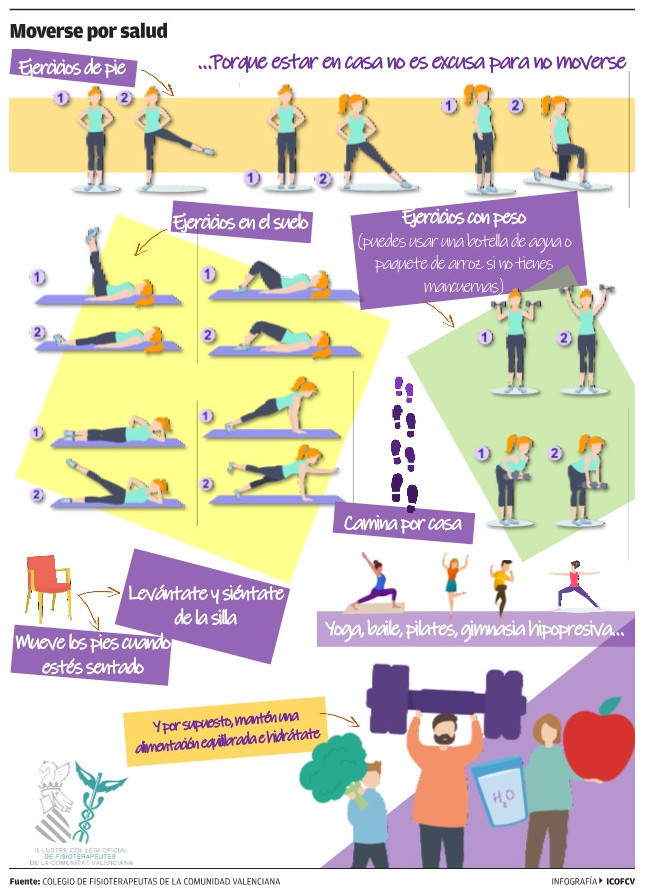 Moverse por salud
Ejercicios de pie
...Porque estar en casa no es excusa para no moverse
1
2
1
2
1
2
Ejercicios en el suelo
Ejercicios con peso
(puedes usar una botella de agua o
paquete de arroz si no tienes
mancuernas)
1
1
2
2
1
2
1
1
2
2
1
2
Camina por casa
Levántate y siéntate
de la silla
Mueve los pies cuando
estés sentado
Yoga, baile, pilates, gimnasia hipopresiva...
Y por supuesto, mantén una
alimentación equilibrada e hidrátate
H2O
IL·LUSTRE COL·LEGI OFICIAL
DE FISIOTERAPEUTES
DE LA COMUNITAT VALENCIANA
Fuente: COLEGIO DE FISIOTERAPEUTAS DE LA COMUNIDAD VALENCIANA
INFOGRAFÍA ICOFCV